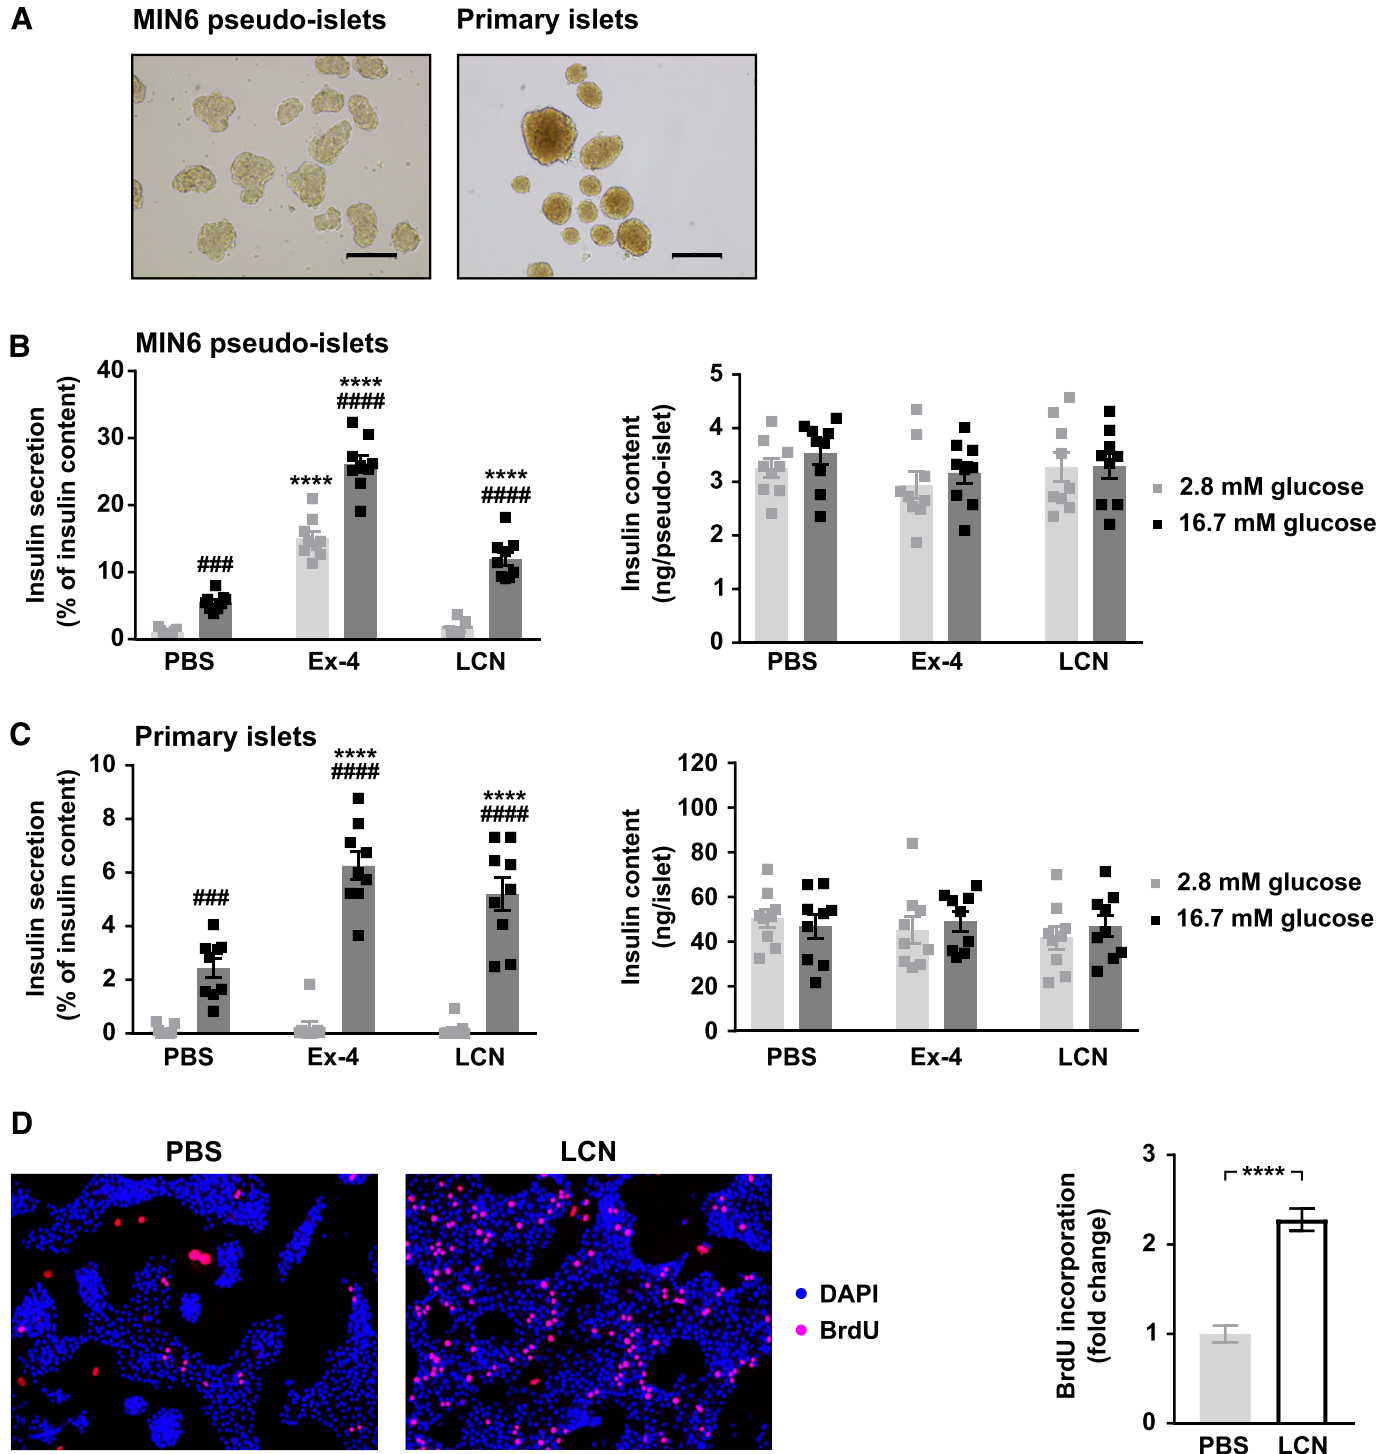 A
MIN6 pseudo-islets
Primary islets
B
MIN6 pseudo-islets
Insulin secretion
(% of insulin content)
40
30
20
10
0
###
****
****
####
****
####
PBS
Ex-4
LCN
Insulin content
(ng/pseudo-islet)
5
4
3
2
1
0
PBS
Ex-4
LCN
2.8 mM glucose
16.7 mM glucose
C
Primary islets
Insulin secretion
(% of insulin content)
10
8
6
4
2
0
###
****
####
****
####
PBS
Ex-4
LCN
Insulin content
(ng/islet)
120
100
80
60
40
20
0
PBS
Ex-4
LCN
2.8 mM glucose
16.7 mM glucose
D
PBS
LCN
DAPI
BrdU
BrdU incorporation
(fold change)
3
2
1
0
****
PBS
LCN